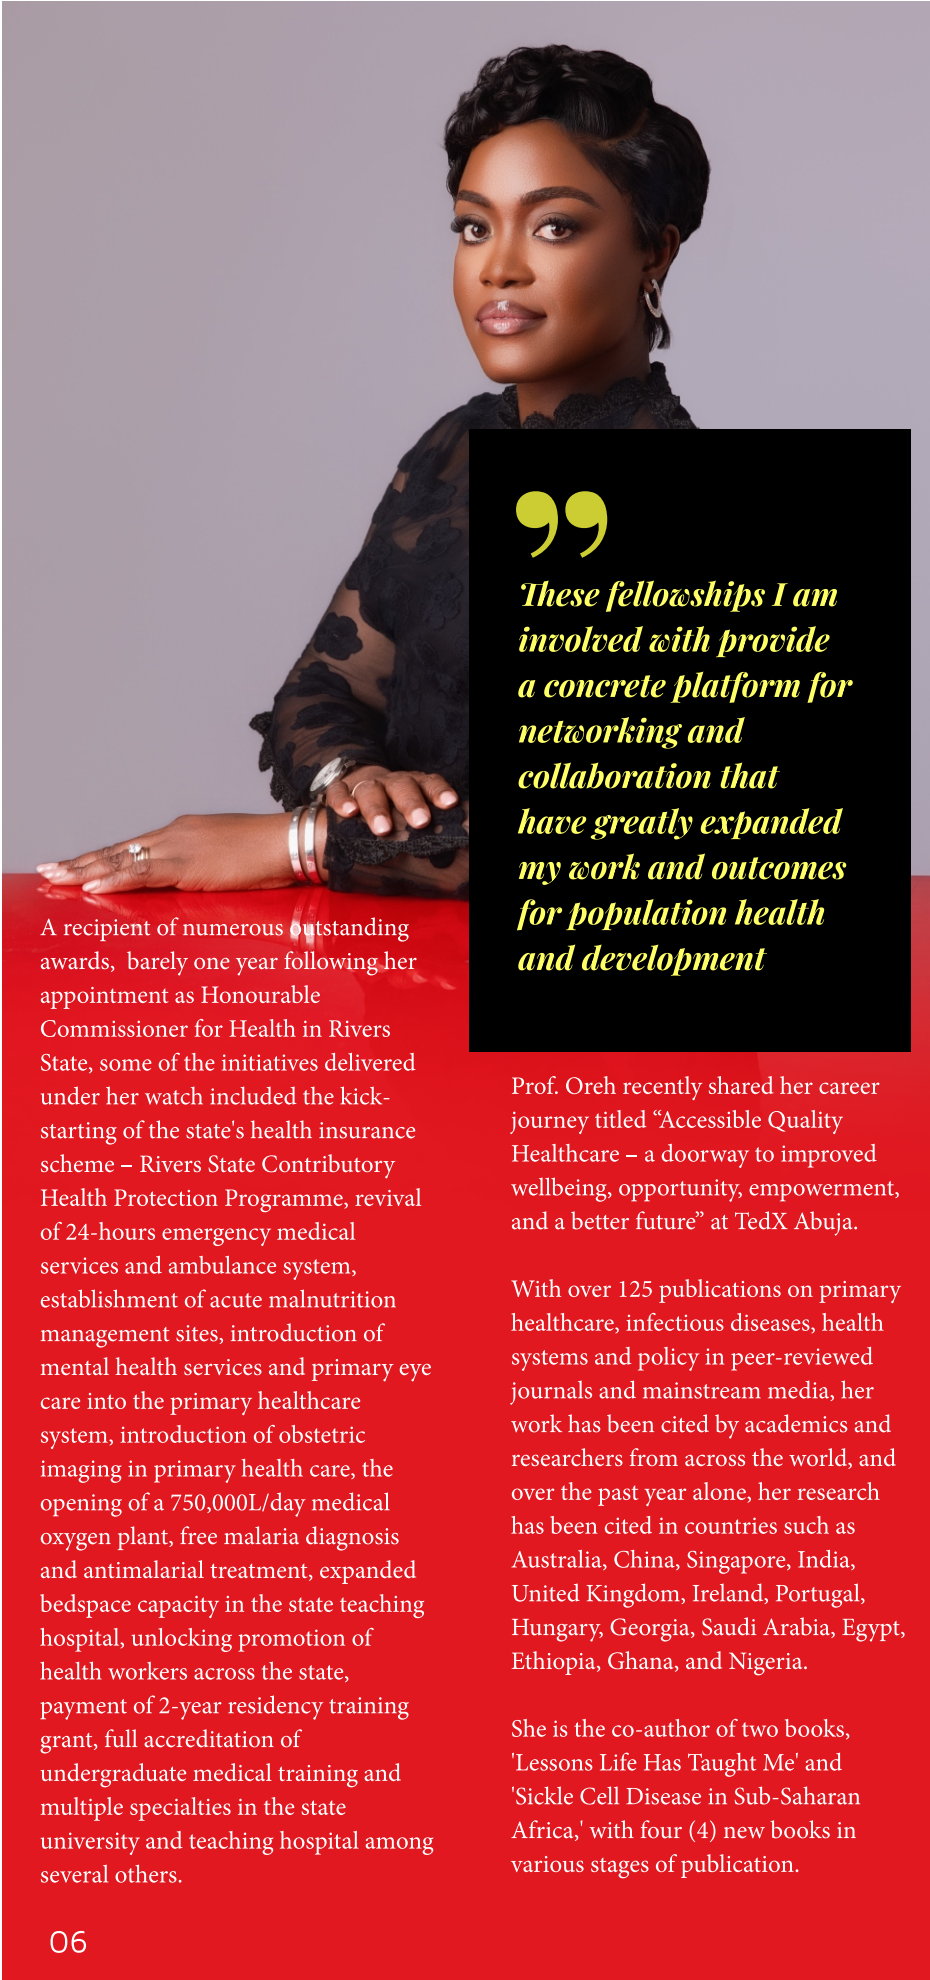 ”
These fellowships I am
involved with provide
a concrete platform for
networking and
collaboration that
have greatly expanded
my work and outcomes
for population health
and development
A recipient of numerous outstanding
awards,  barely one year following her
appointment as Honourable
Commissioner for Health in Rivers
State, some of the initiatives delivered
under her watch included the kick-
starting of the state's health insurance
scheme – Rivers State Contributory
Health Protection Programme, revival
of 24-hours emergency medical
services and ambulance system,
establishment of acute malnutrition
management sites, introduction of
mental health services and primary eye
care into the primary healthcare
system, introduction of obstetric
imaging in primary health care, the
opening of a 750,000L/day medical
oxygen plant, free malaria diagnosis
and antimalarial treatment, expanded
bedspace capacity in the state teaching
hospital, unlocking promotion of
health workers across the state,
payment of 2-year residency training
grant, full accreditation of
undergraduate medical training and
multiple specialties in the state
university and teaching hospital among
several others.
Prof. Oreh recently shared her career
journey titled “Accessible Quality
Healthcare – a doorway to improved
wellbeing, opportunity, empowerment,
and a better future” at TedX Abuja.
With over 125 publications on primary
healthcare, infectious diseases, health
systems and policy in peer-reviewed
journals and mainstream media, her
work has been cited by academics and
researchers from across the world, and
over the past year alone, her research
has been cited in countries such as
Australia, China, Singapore, India,
United Kingdom, Ireland, Portugal,
Hungary, Georgia, Saudi Arabia, Egypt,
Ethiopia, Ghana, and Nigeria.
She is the co-author of two books,
'Lessons Life Has Taught Me' and
'Sickle Cell Disease in Sub-Saharan
Africa,' with four (4) new books in
various stages of publication.
06